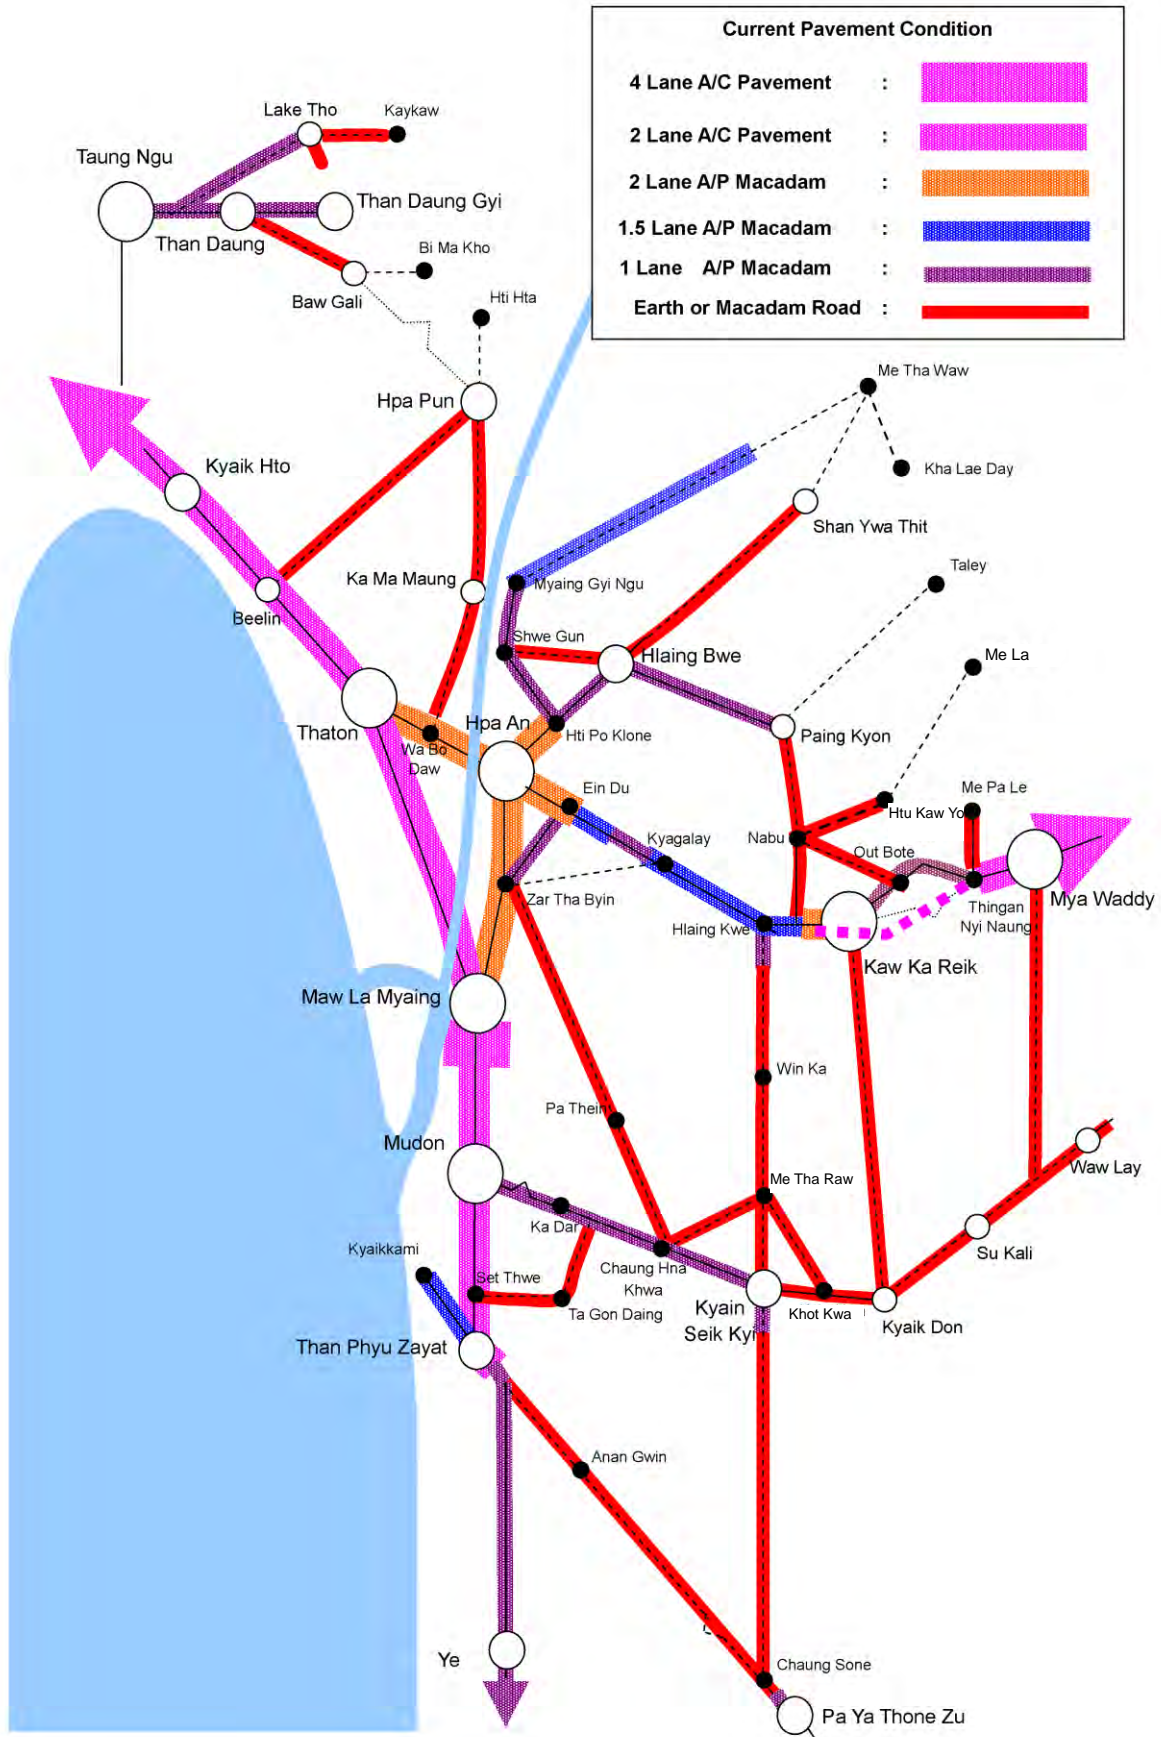 Current Pavement Condition
4 Lane A/C Pavement :
2 Lane A/C Pavement :
2 Lane A/P Macadam :
1.5 Lane A/P Macadam :
1 Lane A/P Macadam :
Earth or Macadam Road :
Lake Tho
Kaykaw
Taung Ngu
Than Daung Gyi
Than Daung
Bi Ma Kho
Baw Gali
Hti Hta
Me Tha Waw
Hpa Pun
Kyaik Hto
Kha Lae Day
Shan Ywa Thit
Ka Ma Maung
Myaing Gyi Ngu
Taley
Beelin
Shwe Gun
Hlaing Bwe
Me La
Thaton
Hpa An
Hti Po Klone
Paing Kyon
Wa Bo
Daw
Ein Du
Me Pa Le
Htu Kaw Yo
Kyagalay
Nabu
Out Bote
Zar Tha Byin
Mya Waddy
Thingan
Nyi Naung
Hlaing Kwe
Kaw Ka Reik
Maw La Myaing
Win Ka
Pa Thein
Mudon
Waw Lay
Me Tha Raw
Ka Dar
Su Kali
Kyaikkami
Chaung Hna
Khwa
Set Thwe
Ta Gon Daing
Kyain
Seik Kyi
Khot Kwa
Kyaik Don
Than Phyu Zayat
Anan Gwin
Ye
Chaung Sone
Pa Ya Thone Zu